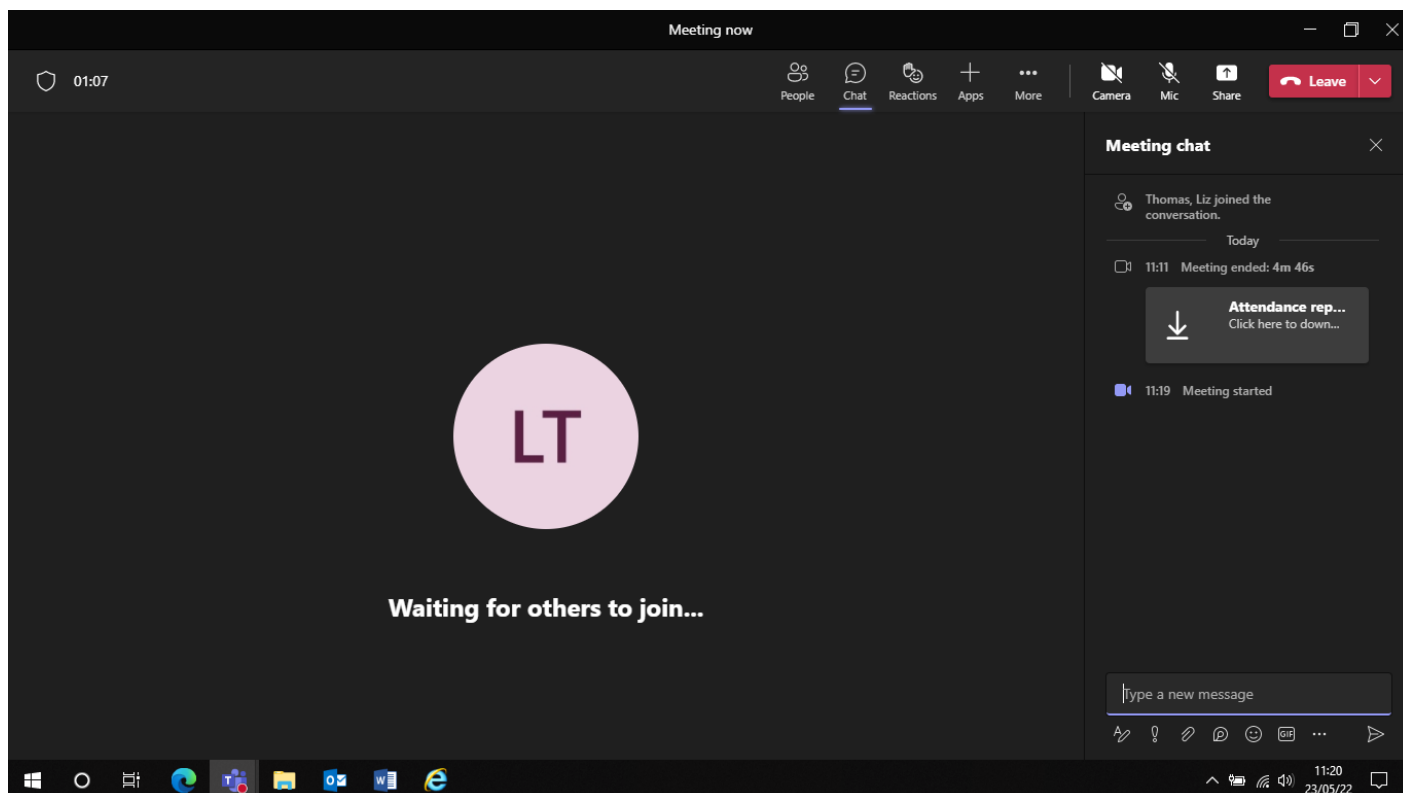 Meeting now
01:07
People
Chat
Reactions
Apps
More
Camera
Mic
Share
Leave
Meeting chat
Thomas, Liz joined the
conversation.
Today
11:11 Meeting ended: 4m 46s
Attendance rep...
Click here to down...
11:19 Meeting started
LT
Waiting for others to join...
Type a new message
GIF
11:20
23/05/22